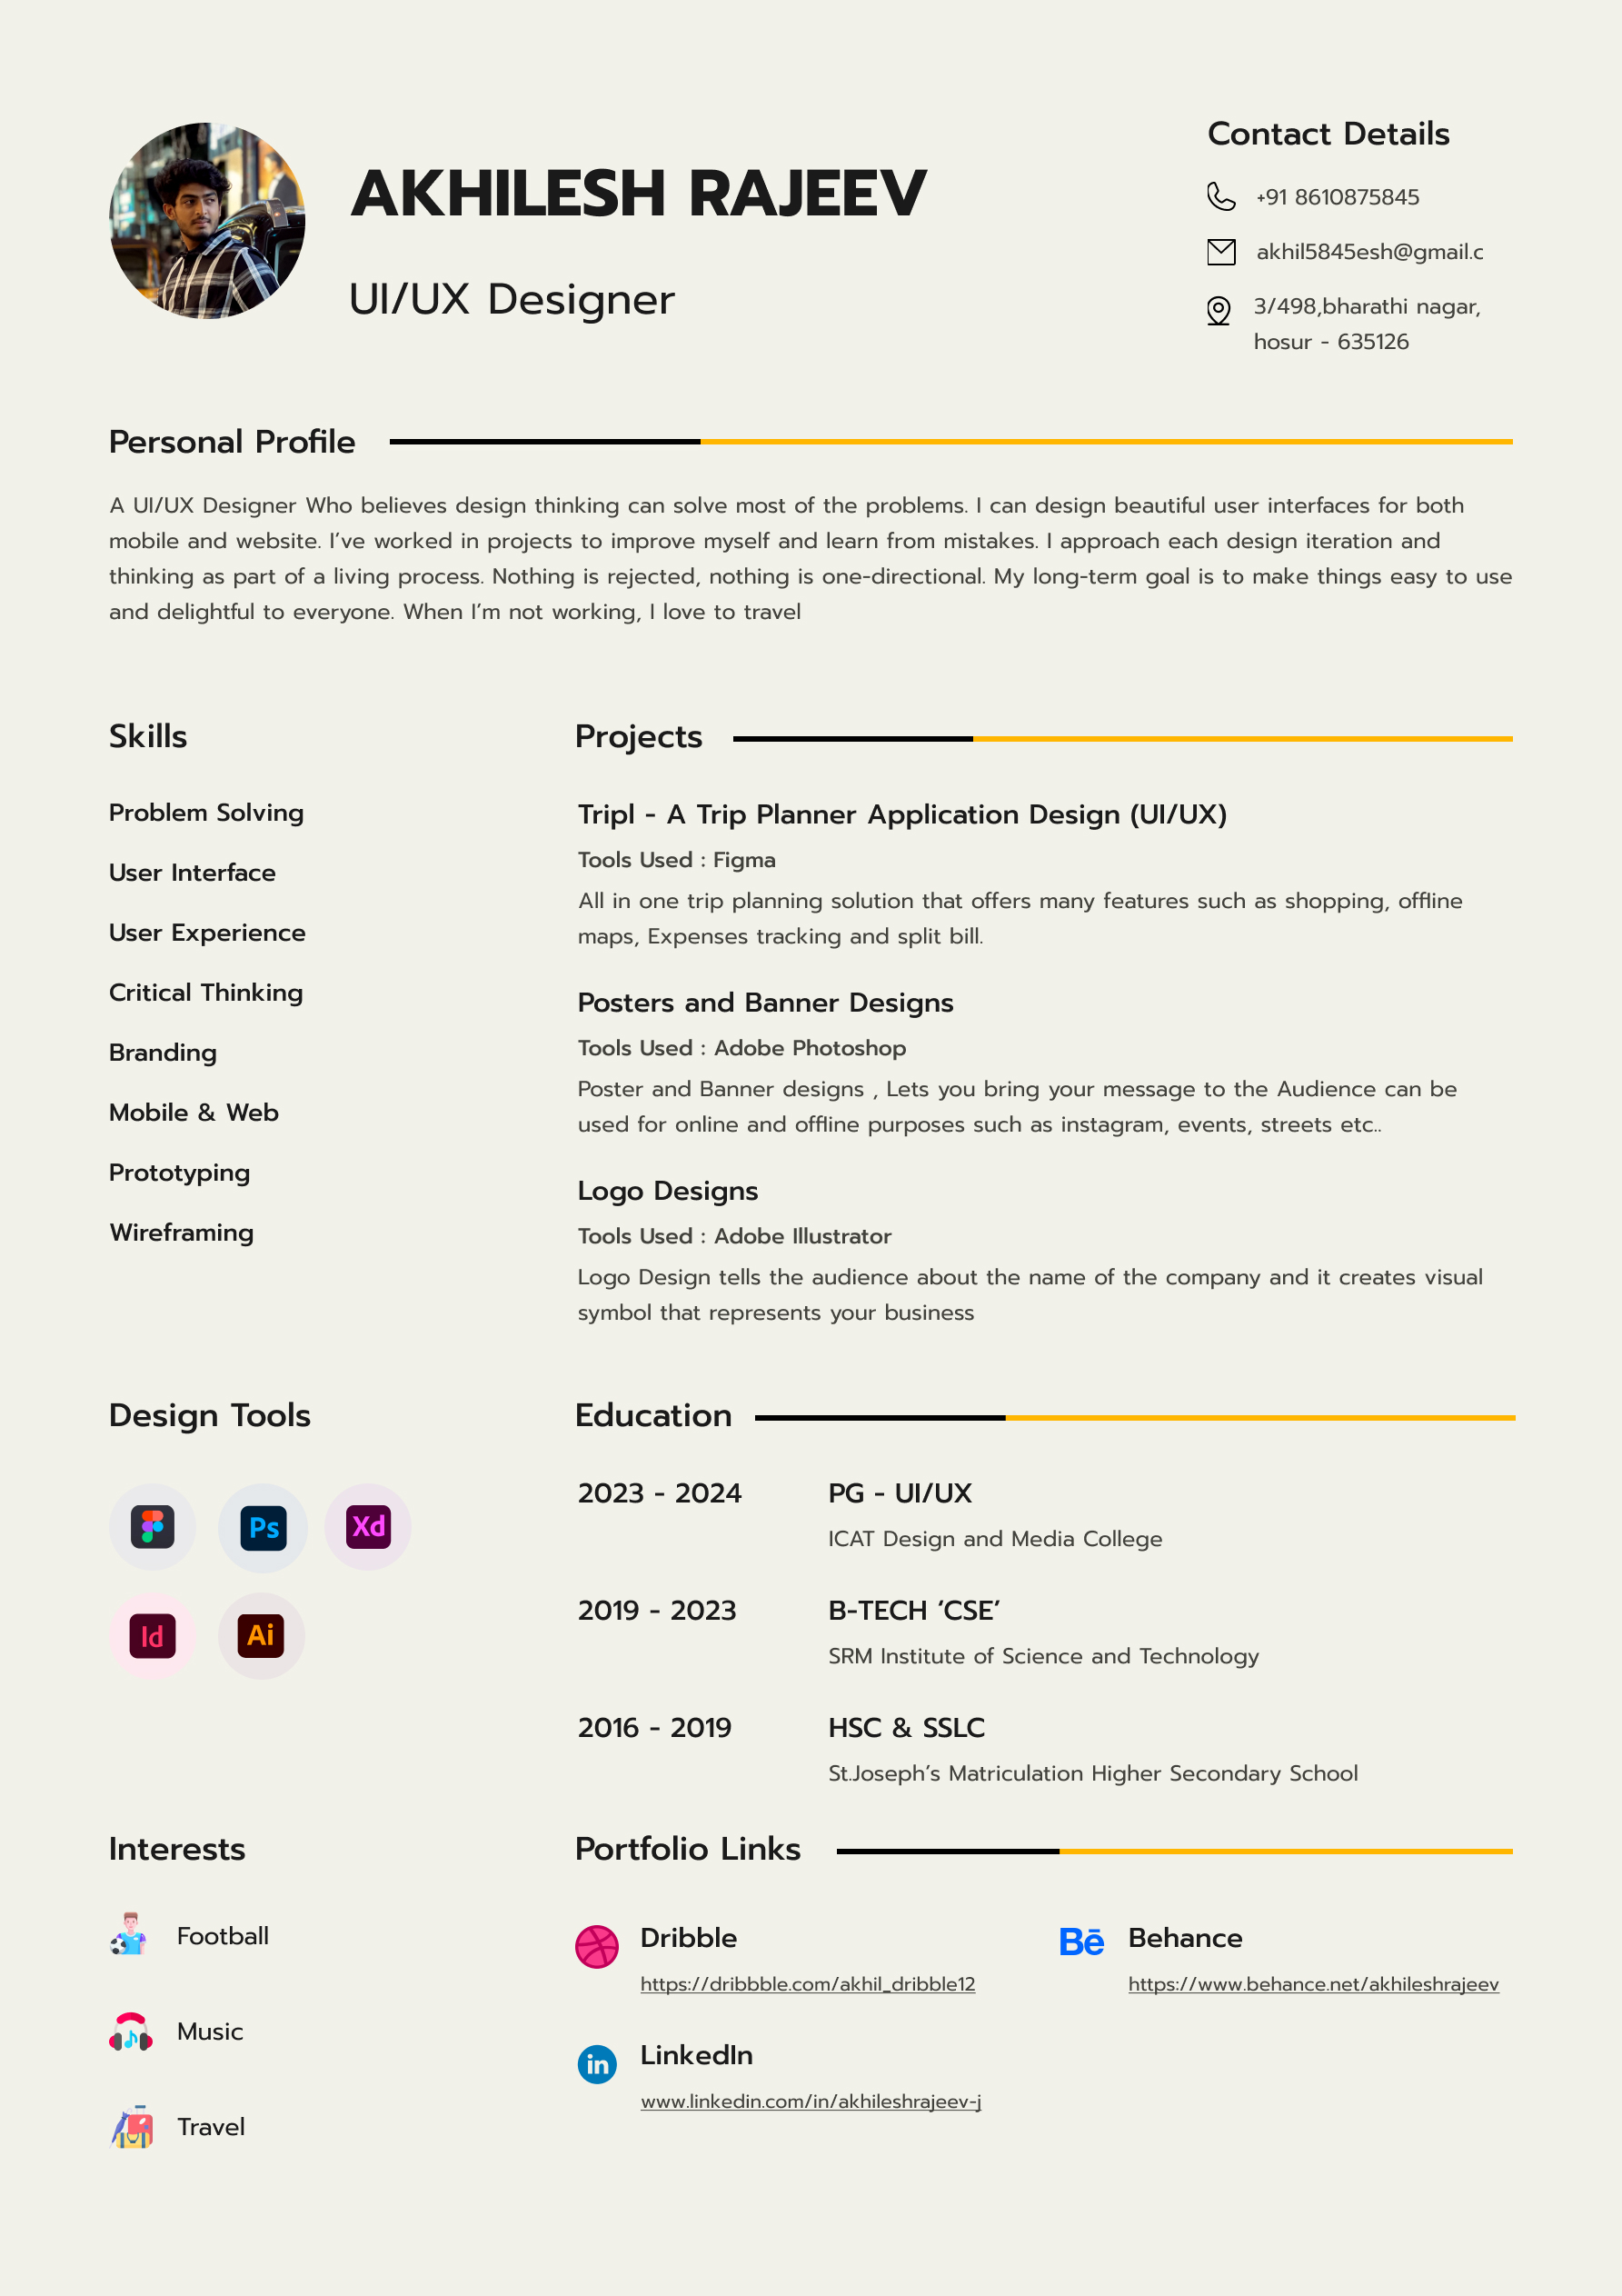 AKHILESH RAJEEV
UI/UX Designer
Contact Details
+91 8610875845
akhil5845esh@gmail.c
3/498,bharathi nagar,
hosur - 635126
Personal Profile
A UI/UX Designer Who believes design thinking can solve most of the problems. I can design beautiful user interfaces for both
mobile and website. I’ve worked in projects to improve myself and learn from mistakes. I approach each design iteration and
thinking as part of a living process. Nothing is rejected, nothing is one-directional. My long-term goal is to make things easy to use
and delightful to everyone. When I’m not working, I love to travel
Skills
Problem Solving
User Interface
User Experience
Critical Thinking
Branding
Mobile & Web
Prototyping
Wireframing
Projects
Tripl - A Trip Planner Application Design (UI/UX)
Tools Used : Figma
All in one trip planning solution that offers many features such as shopping, offline
maps, Expenses tracking and split bill.
Posters and Banner Designs
Tools Used : Adobe Photoshop
Poster and Banner designs , Lets you bring your message to the Audience can be
used for online and offline purposes such as instagram, events, streets etc..
Logo Designs
Tools Used : Adobe Illustrator
Logo Design tells the audience about the name of the company and it creates visual
symbol that represents your business
Design Tools
Ps Xd
Id Ai
Education
2023 - 2024 PG - UI/UX
ICAT Design and Media College
2019 - 2023 B-TECH ‘CSE’
SRM Institute of Science and Technology
2016 - 2019 HSC & SSLC
St.Joseph’s Matriculation Higher Secondary School
Interests
Football
Music
Travel
Portfolio Links
Dribble
https://dribbble.com/akhil_dribble12
Bē Behance
https://www.behance.net/akhileshrajeev
in LinkedIn
www.linkedin.com/in/akhileshrajeev-j